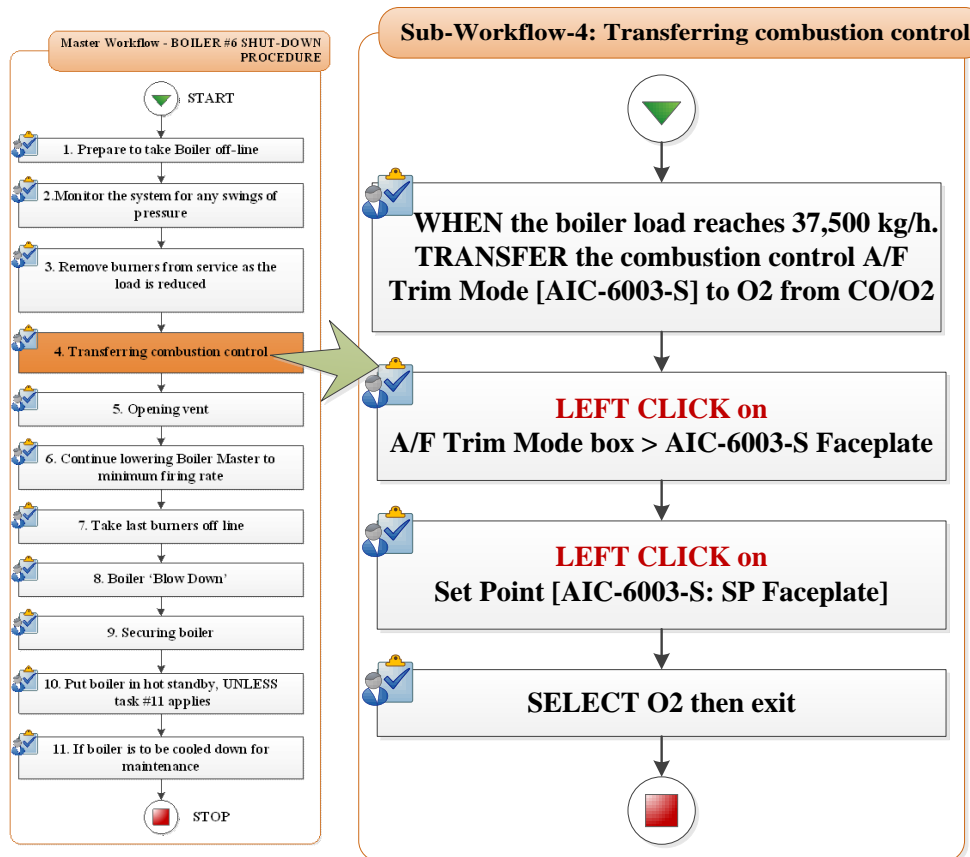 Master Workflow - BOILER #6 SHUT-DOWN
PROCEDURE
START
1. Prepare to take Boiler off-line
2.Monitor the system for any swings of
pressure
3. Remove burners from service as the
load is reduced
4. Transferring combustion control
5. Opening vent
6. Continue lowering Boiler Master to
minimum firing rate
7. Take last burners off line
8. Boiler ‘Blow Down’
9. Securing boiler
10. Put boiler in hot standby, UNLESS
task #11 applies
11. If boiler is to be cooled down for
maintenance
STOP
Sub-Workflow-4: Transferring combustion control
WHEN the boiler load reaches 37,500 kg/h.
TRANSFER the combustion control A/F
Trim Mode [AIC-6003-S] to O2 from CO/O2
LEFT CLICK on
A/F Trim Mode box > AIC-6003-S Faceplate
LEFT CLICK on
Set Point [AIC-6003-S: SP Faceplate]
SELECT O2 then exit